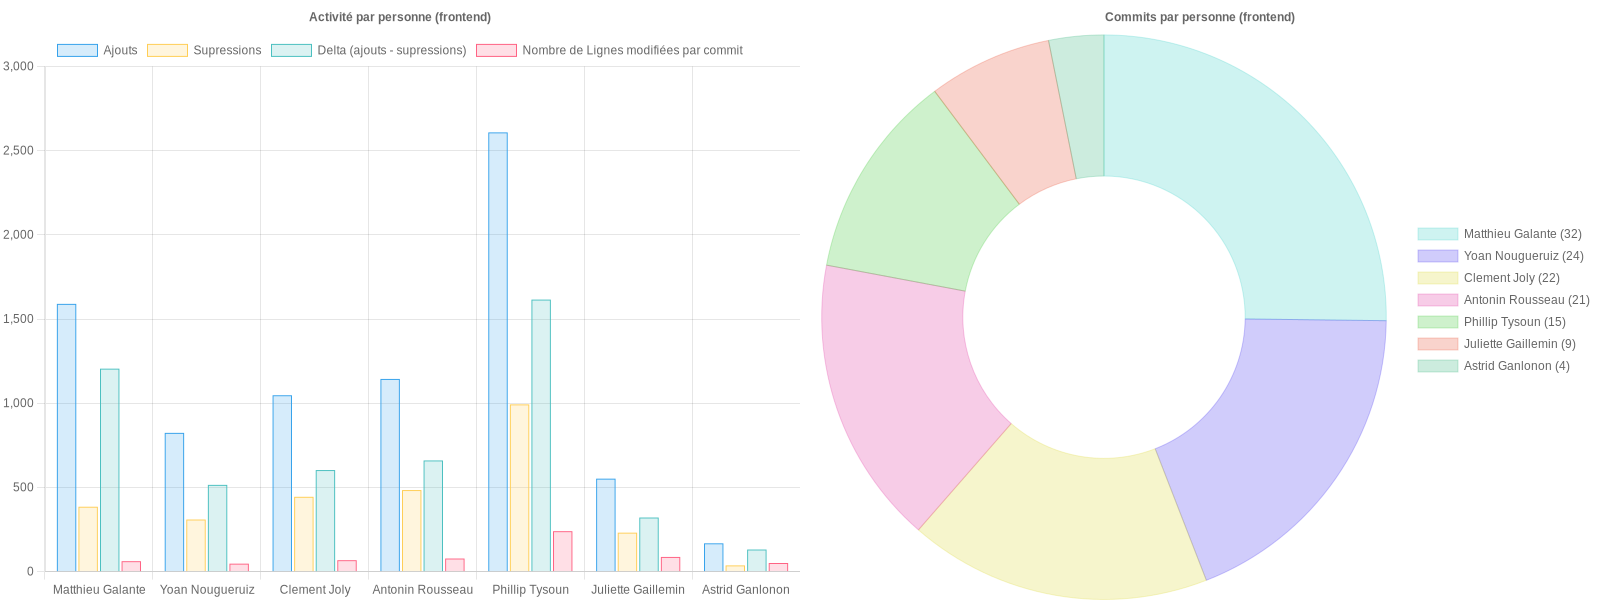 Activité par personne (frontend)
Ajouts
Supressions
Delta (ajouts - supressions)
Nombre de Lignes modifiées par commit
3,000
2,500
2,000
1,500
1,000
500
0
Matthieu Galante
Yoan Nougueruiz
Clement Joly
Antonin Rousseau
Phillip Tysoun
Juliette Gaillemin
Astrid Ganlonon
Commits par personne (frontend)
Matthieu Galante (32)
Yoan Nougueruiz (24)
Clement Joly (22)
Antonin Rousseau (21)
Phillip Tysoun (15)
Juliette Gaillemin (9)
Astrid Ganlonon (4)